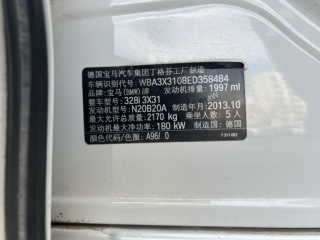 德国宝马汽车集团丁格芬工厂制造
车辆识别代号: WBA3X3108ED358484
品牌: 宝马(BMW)牌 发动机排量: 1997 ml
整车型号: 328i 3X31
发动机型号: N20B20A 制造年月: 2013.10
最大允许总质量: 2170 kg 乘坐人数: 5 人
发动机最大净功率: 180 kW 制造国: 德国
颜色代码/色圈: A96/ 0